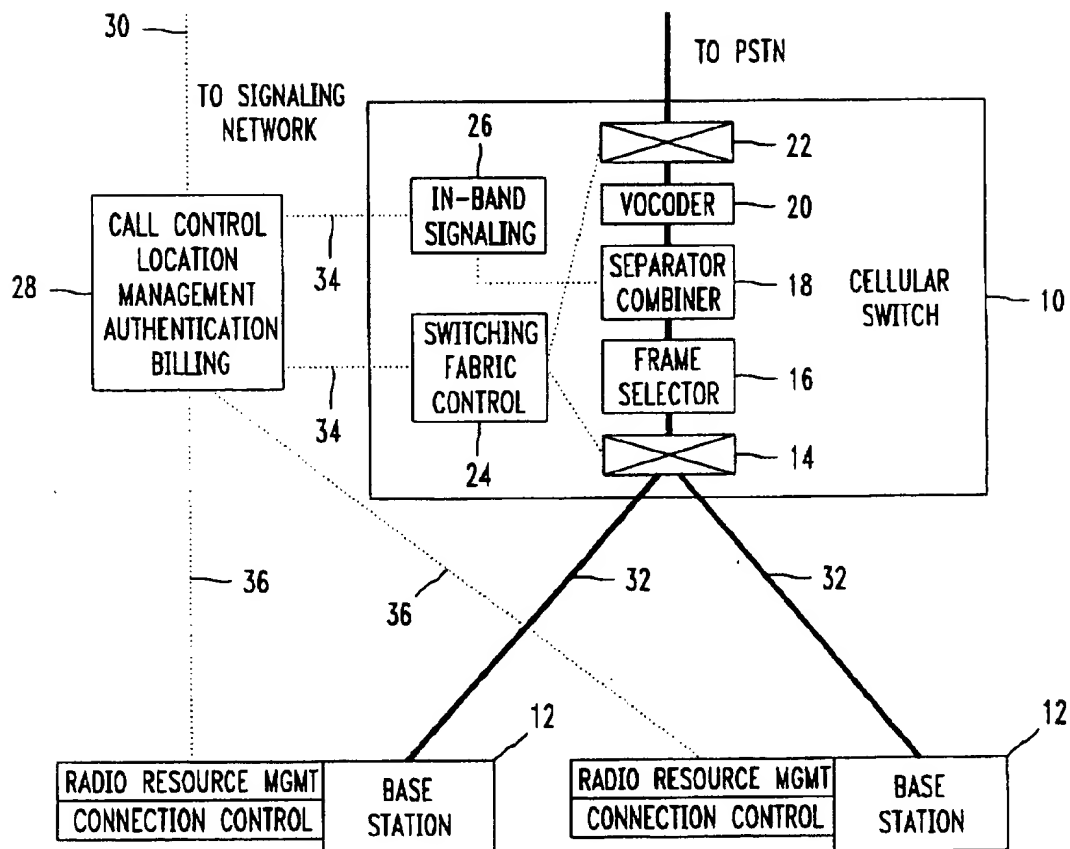 30
TO PSTN
TO SIGNALING
NETWORK
26
22
IN-BAND
SIGNALING
VOCODER
20
CALL CONTROL
LOCATION
MANAGEMENT
AUTHENTICATION
BILLING
28
34
SEPARATOR
COMBINER
18
CELLULAR
SWITCH
10
SWITCHING
FABRIC
CONTROL
FRAME
SELECTOR
16
34
24
14
36
36
32
32
12
12
RADIO RESOURCE MGMT
CONNECTION CONTROL
BASE
STATION
RADIO RESOURCE MGMT
CONNECTION CONTROL
BASE
STATION